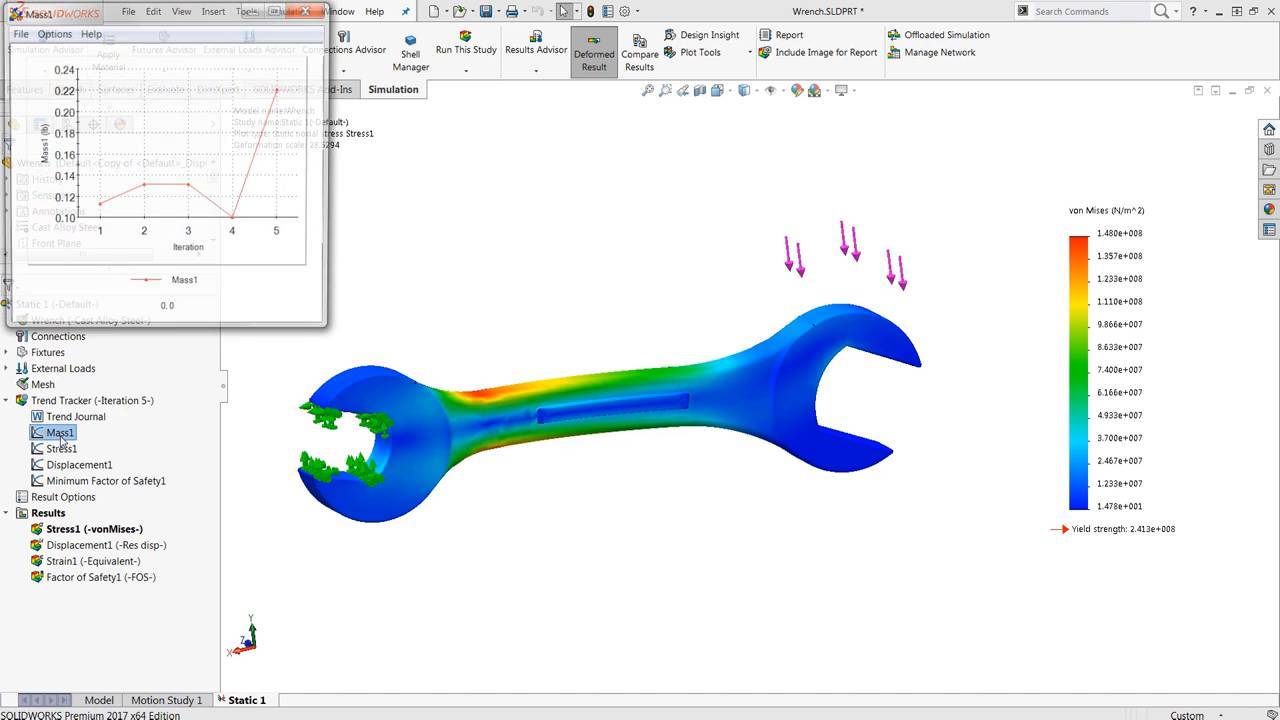 Mass1
SOLIDWORKS
File Edit View Insert Tools Window Help
Wrench.SLDPRT *
Search Commands
File Options Help
Simulation Advisor
Apply Material
Fixtures Advisor
External Loads Advisor
Connections Advisor
Shell Manager
Run This Study
Results Advisor
Deformed Result
Compare Results
Design Insight
Plot Tools
Report
Include Image for Report
Offloaded Simulation
Manage Network
Features
Surfaces
Evaluate
DimXpert
SOLIDWORKS Add-Ins
Simulation
0.24
0.22
0.20
0.18
0.16
0.14
0.12
0.10
Mass1 (lb)
1 2 3 4 5
Iteration
Mass1
0, 0
Model name:Wrench
Study name:Static 1(-Default-)
Plot type: Static nodal stress Stress1
Deformation scale: 28.5294
Wrench (Default<Copy of <Default>_Displ
History
Sensors
Annotations
Cast Alloy Steel
Front Plane
Static 1 (-Default-)
Wrench (-Cast Alloy Steel-)
Connections
Fixtures
External Loads
Mesh
Trend Tracker (-Iteration 5-)
Trend Journal
Mass1
Stress1
Displacement1
Minimum Factor of Safety1
Result Options
Results
Stress1 (-vonMises-)
Displacement1 (-Res disp-)
Strain1 (-Equivalent-)
Factor of Safety1 (-FOS-)
von Mises (N/m^2)
1.480e+008
1.357e+008
1.233e+008
1.110e+008
9.866e+007
8.633e+007
7.400e+007
6.167e+007
4.933e+007
3.700e+007
2.467e+007
1.233e+007
1.478e+001
Yield strength: 2.413e+008
Y
Z
X
Model
Motion Study 1
Static 1
SOLIDWORKS Premium 2017 x64 Edition
Custom